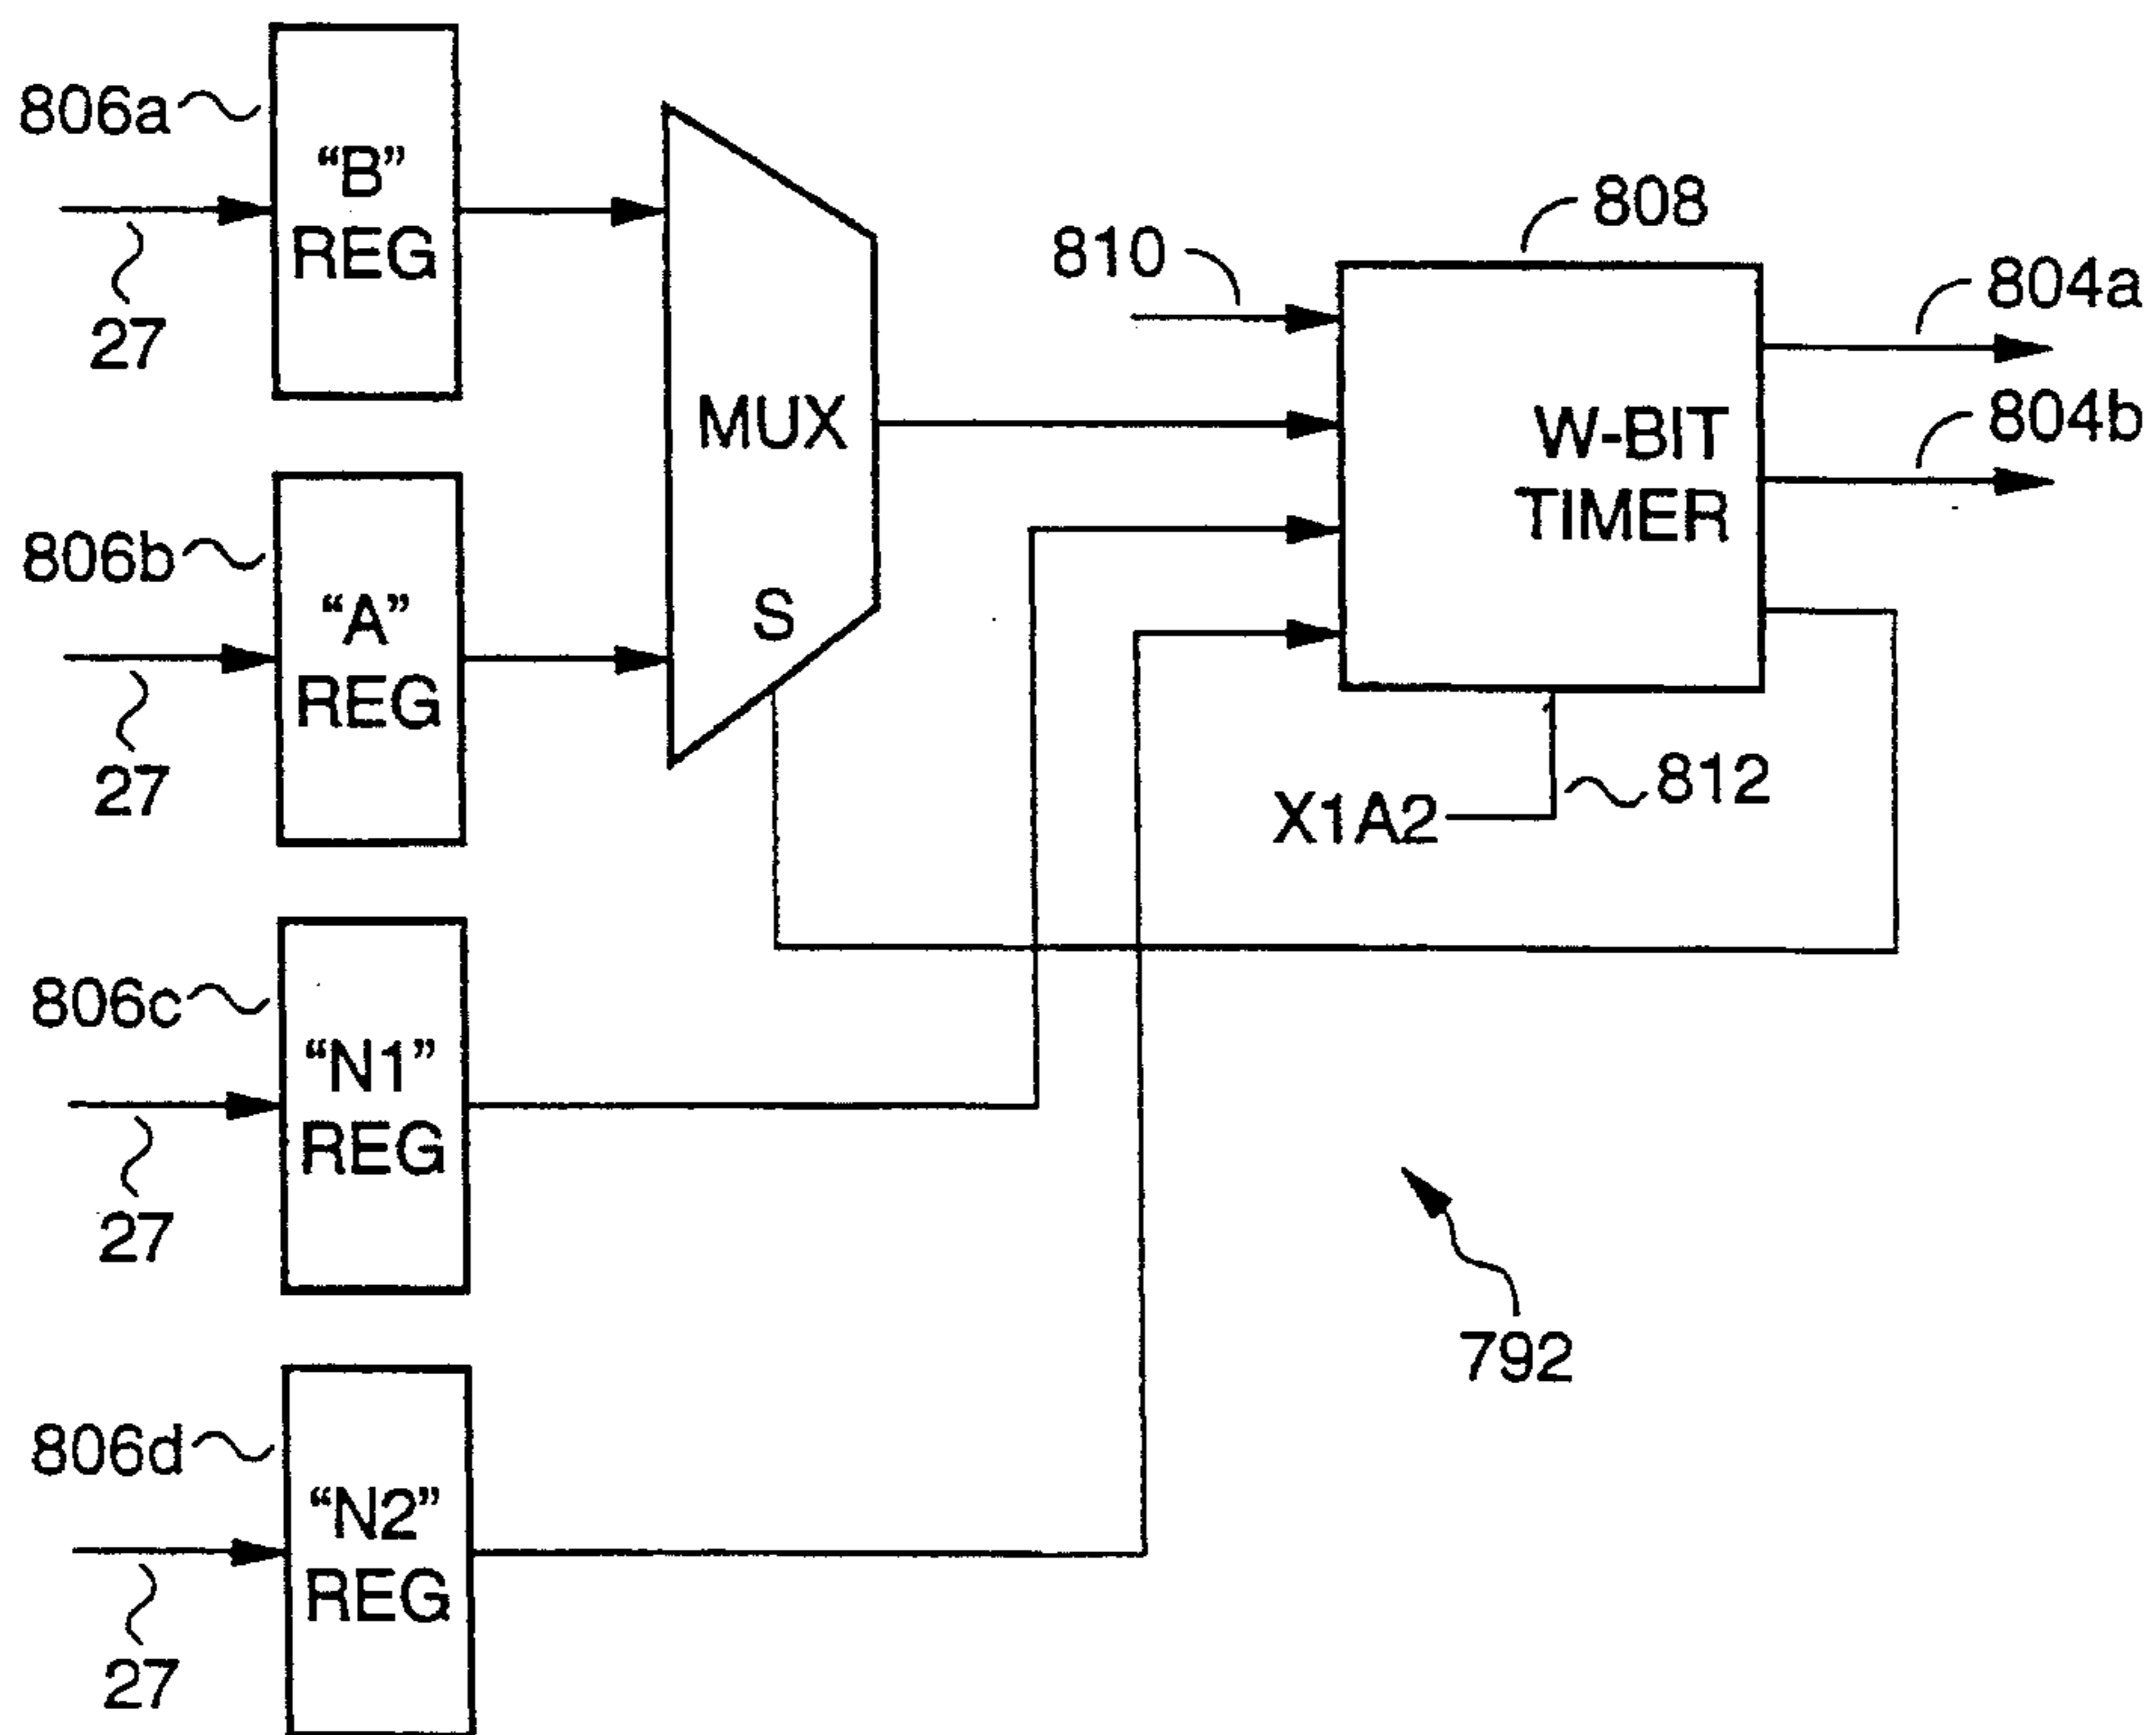 806a
“B”
REG
27
MUX
S
810
808
W-BIT
TIMER
804a
804b
806b
“A”
REG
27
X1A2
812
806c
“N1”
REG
27
792
806d
“N2”
REG
27